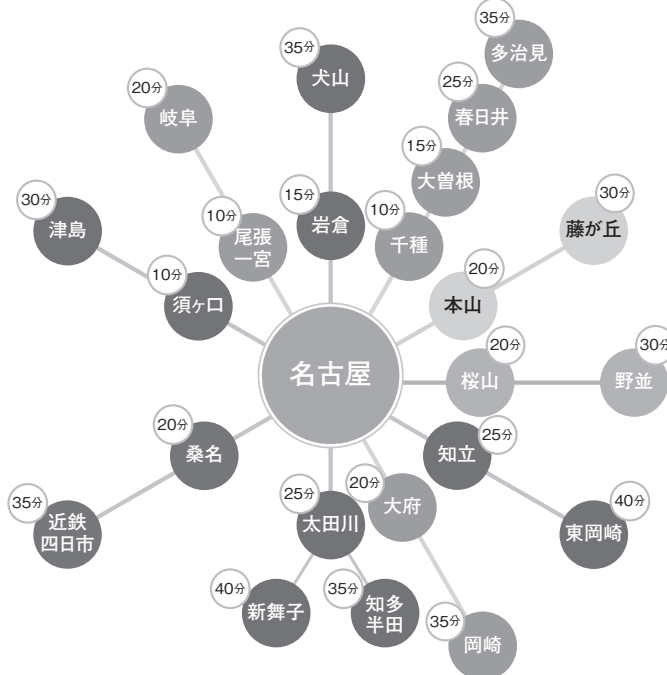 35分
多治見
35分
犬山
25分
春日井
20分
岐阜
15分
大曽根
30分
津島
10分
尾張
一宮
15分
岩倉
10分
千種
30分
藤が丘
10分
須ヶ口
20分
本山
名古屋
20分
桜山
30分
野並
20分
桑名
25分
知立
35分
近鉄
四日市
25分
太田川
20分
大府
40分
東岡崎
40分
新舞子
35分
知多
半田
35分
岡崎